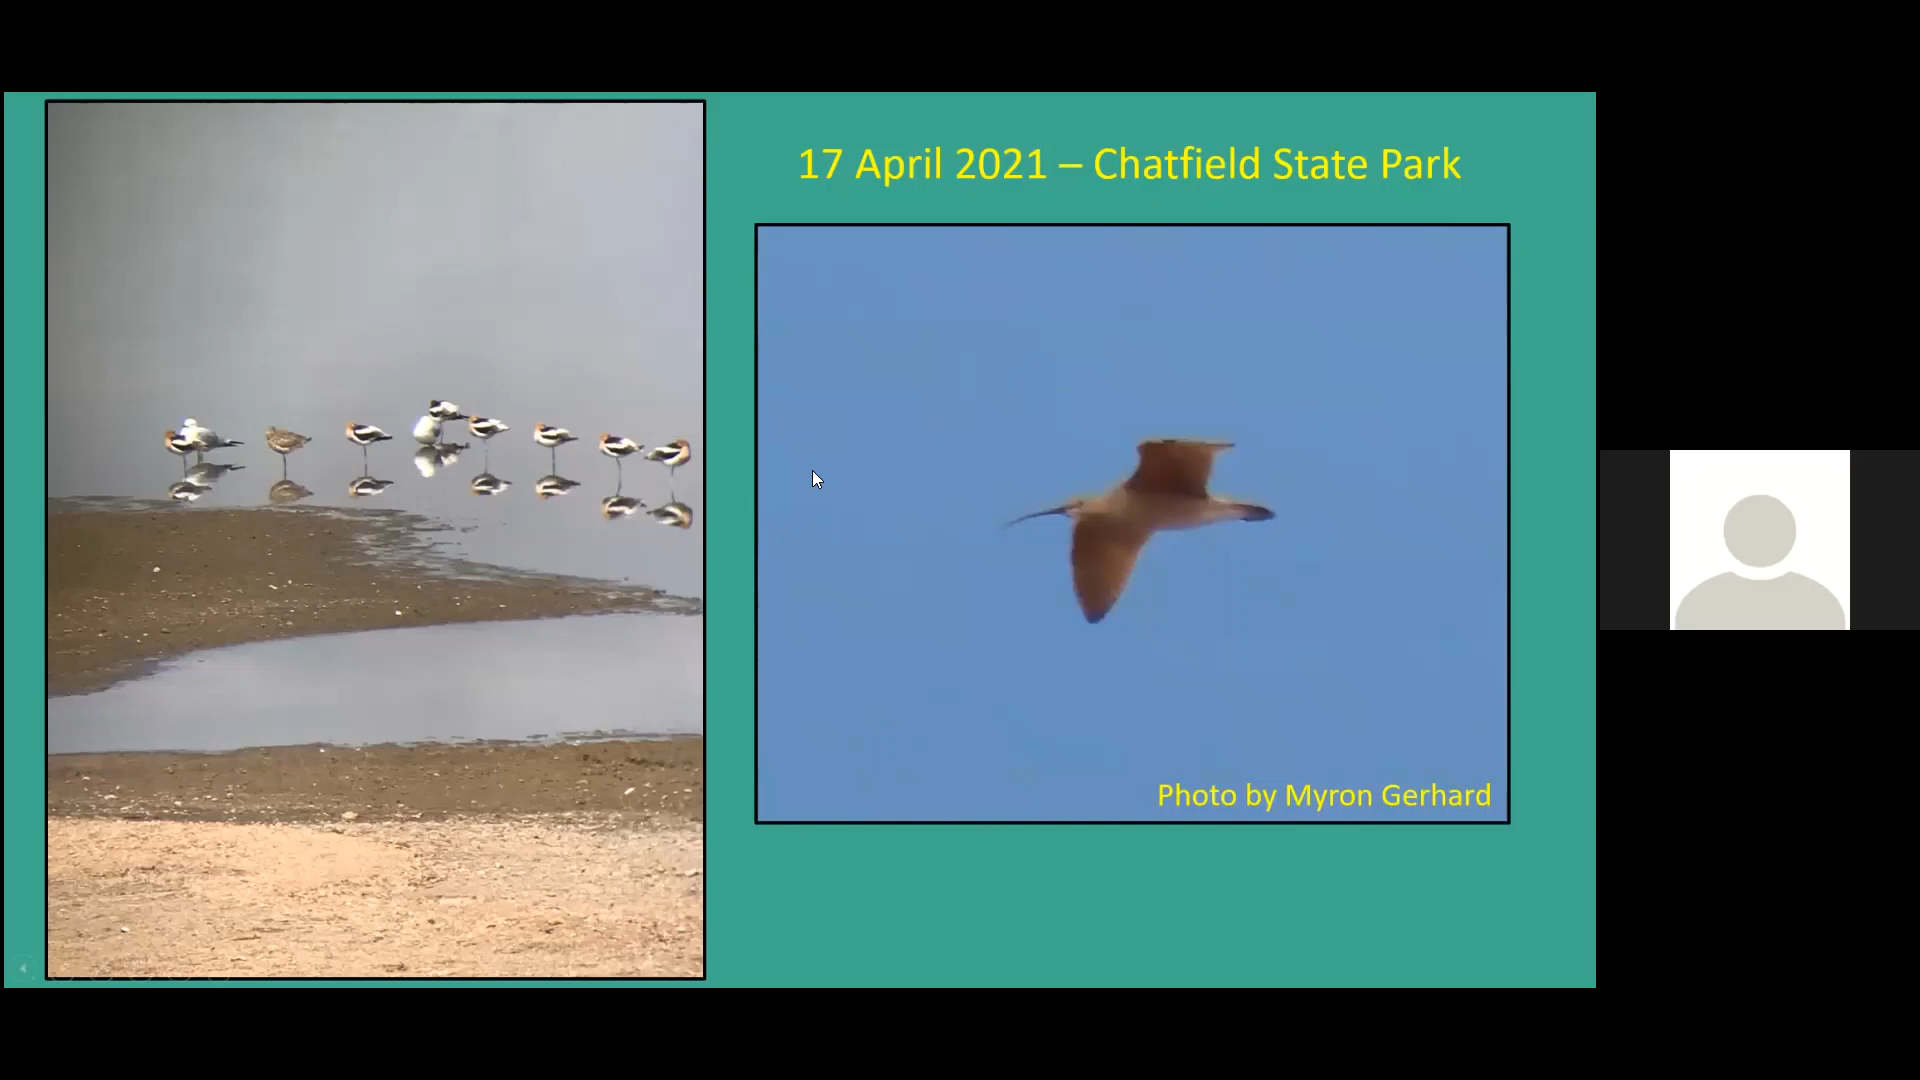 17 April 2021 – Chatfield State Park
Photo by Myron Gerhard